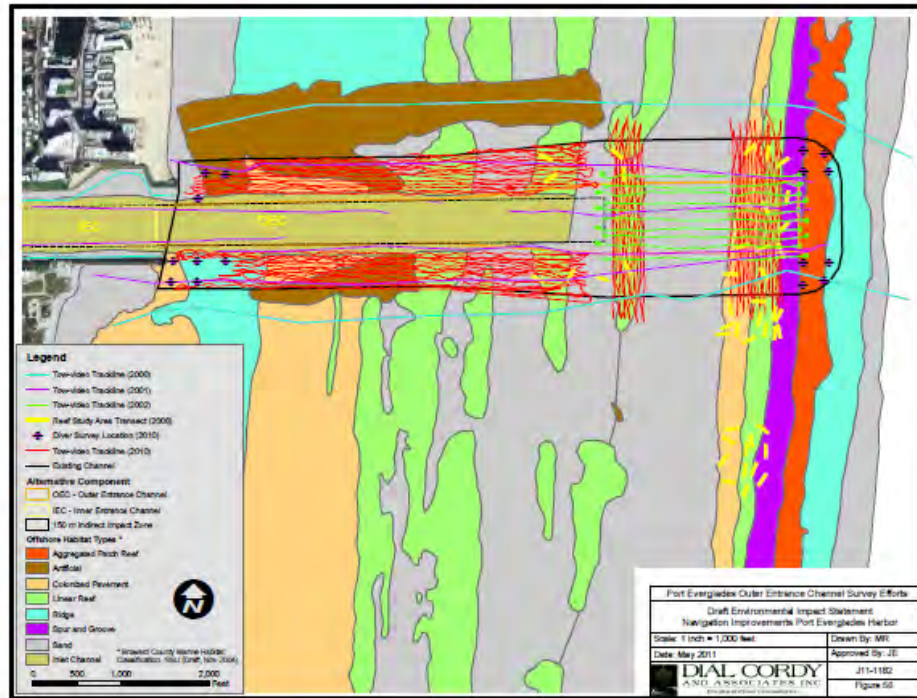 IEC
OEC
Legend
Tow-video Trackline (2000)
Tow-video Trackline (2001)
Tow-video Trackline (2002)
Reef Study Area Transect (2006)
Diver Survey Location (2010)
Tow-video Trackline (2010)
Existing Channel
Alternative Component
OEC - Outer Entrance Channel
IEC - Inner Entrance Channel
150 m Indirect Impact Zone
Offshore Habitat Types *
Aggregated Patch Reef
Artificial
Colonized Pavement
Linear Reef
Ridge
Spur and Groove
Sand
Inlet Channel
* Broward County Marine Habitat
Classification, NSU (Draft, Nov 2004)
N
0 500 1,000 2,000
Feet
Port Everglades Outer Entrance Channel Survey Efforts
Draft Environmental Impact Statement
Navigation Improvements Port Everglades Harbor
Scale: 1 inch = 1,000 feet
Drawn By: MR
Date: May 2011
Approved By: JE
DIAL CORDY
AND ASSOCIATES INC
J11-1182